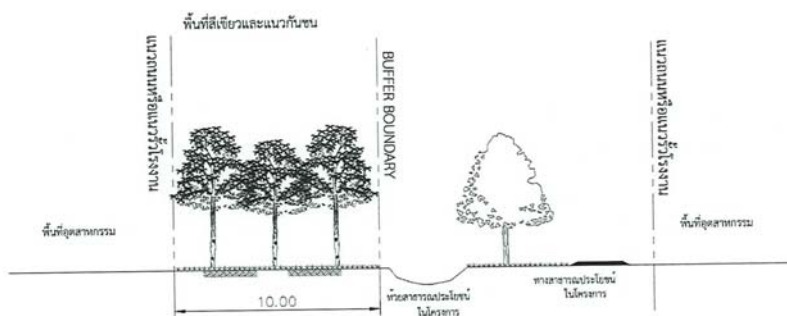 พื้นที่สีเขียวและแนวกันชน
แนวถนนหรือแนวรั้วโรงงาน
BUFFER BOUNDARY
แนวถนนหรือแนวรั้วโรงงาน
พื้นที่อุตสาหกรรม
พื้นที่อุตสาหกรรม
10.00
ห้วยสาธารณประโยชน์
ในโครงการ
ทางสาธารณประโยชน์
ในโครงการ